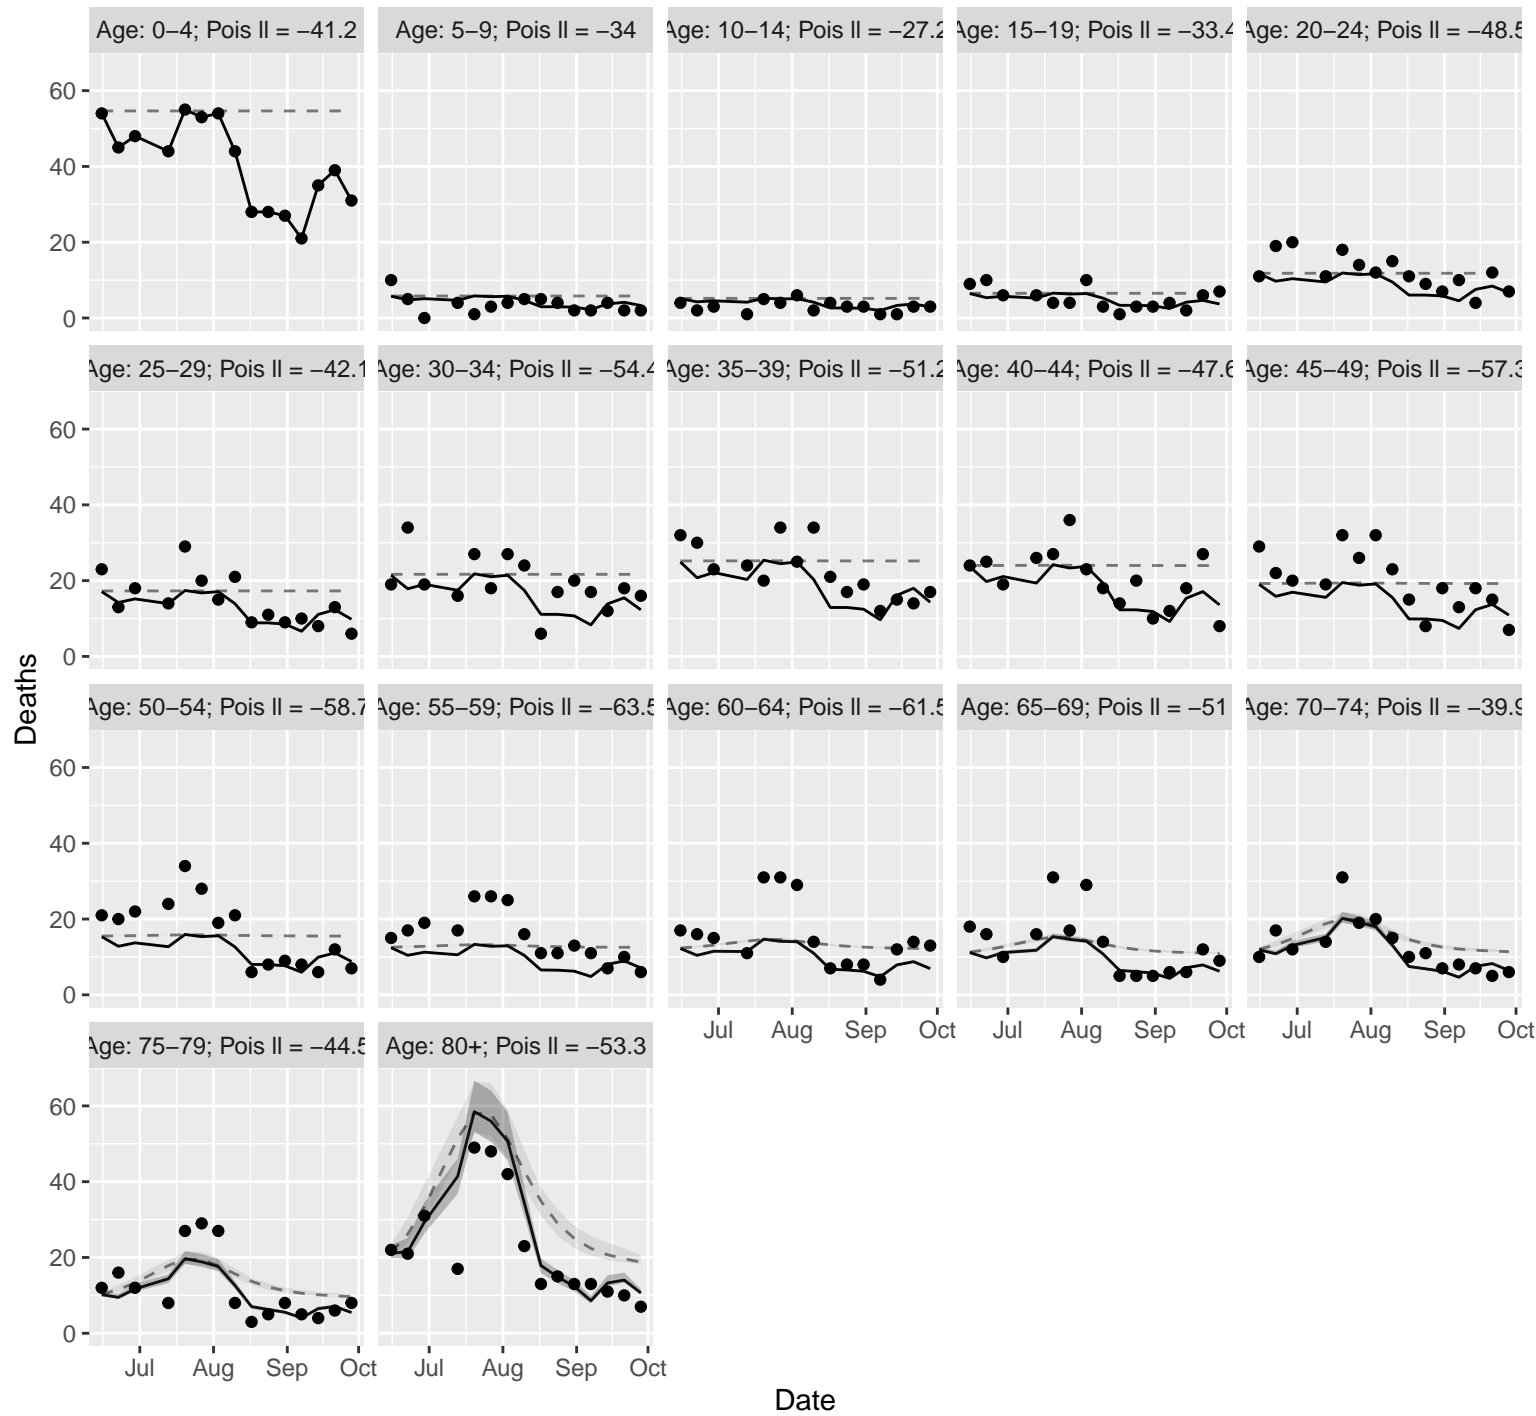 Age: 0−4; Pois ll = −41.2
Age: 5−9; Pois ll = −34
Age: 10−14; Pois ll = −27.2
Age: 15−19; Pois ll = −33.4
Age: 20−24; Pois ll = −48.5
60
40
20
0
Age: 25−29; Pois ll = −42.1
Age: 30−34; Pois ll = −54.4
Age: 35−39; Pois ll = −51.2
Age: 40−44; Pois ll = −47.6
Age: 45−49; Pois ll = −57.3
60
40
20
0
Deaths
Age: 50−54; Pois ll = −58.7
Age: 55−59; Pois ll = −63.5
Age: 60−64; Pois ll = −61.5
Age: 65−69; Pois ll = −51
Age: 70−74; Pois ll = −39.9
60
40
20
0
Jul Aug Sep Oct
Jul Aug Sep Oct
Jul Aug Sep Oct
Age: 75−79; Pois ll = −44.5
Age: 80+; Pois ll = −53.3
60
40
20
0
Jul Aug Sep Oct
Jul Aug Sep Oct
Date